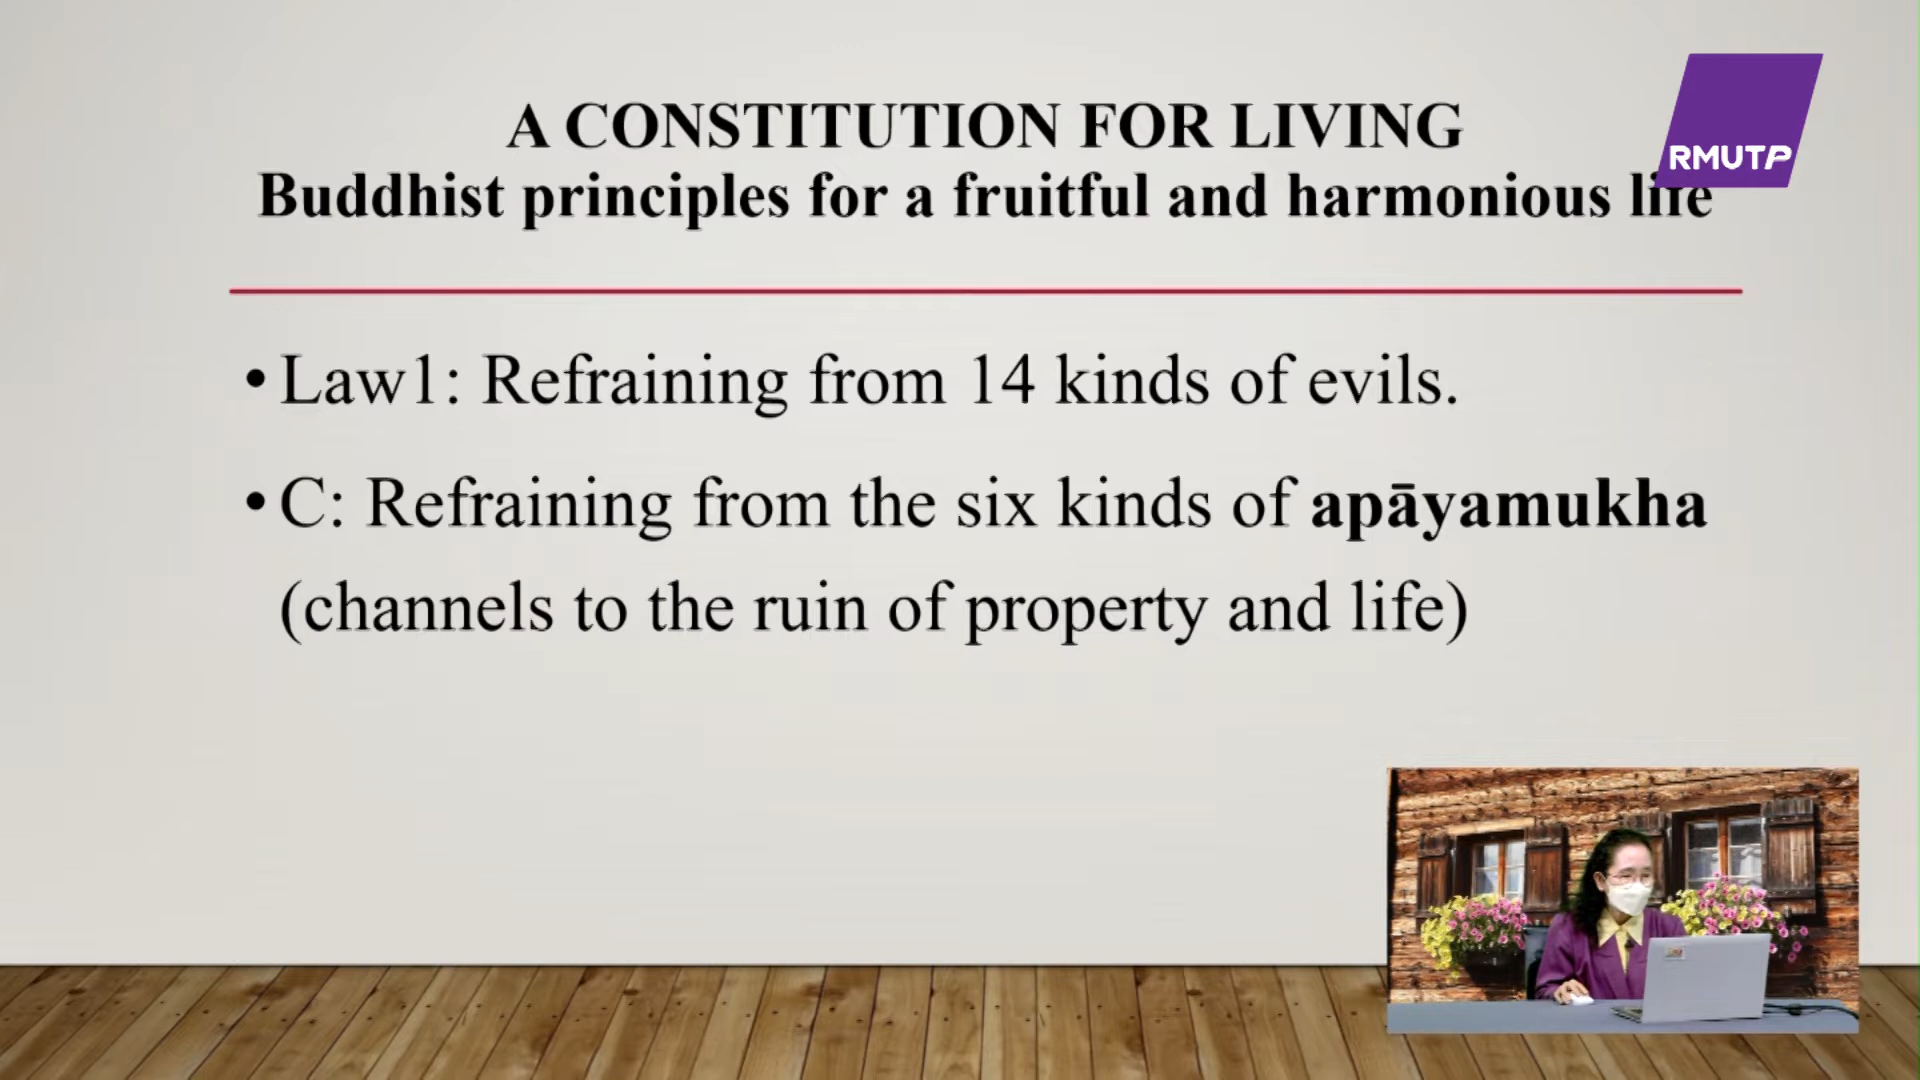 A CONSTITUTION FOR LIVING
Buddhist principles for a fruitful and harmonious life
RMUTP
• Law1: Refraining from 14 kinds of evils.
• C: Refraining from the six kinds of apāyamukha
(channels to the ruin of property and life)